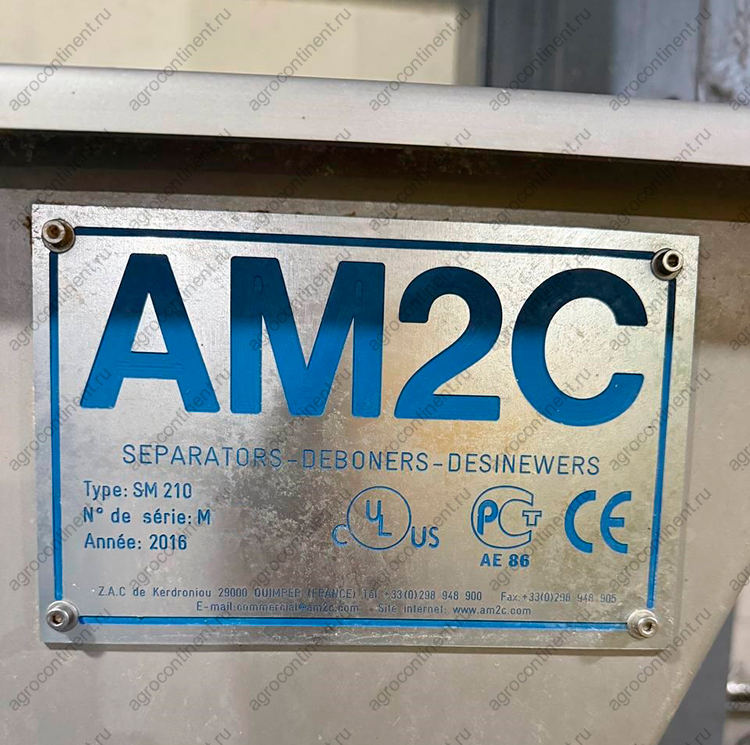 AM2C
SEPARATORS-DEBONERS-DESINEWERS
Type: SM 210
N° de série: M
Année: 2016
C UL US
PCT
AE 86
CE
Z.A.C de Kerdroniou 29000 QUIMPER (FRANCE) Tél +33(0)298 948 900 Fax:+33(0)298 948 905
E-mail:commercial@am2c.com - Site internet: www.am2c.com
agrocontinent.ru